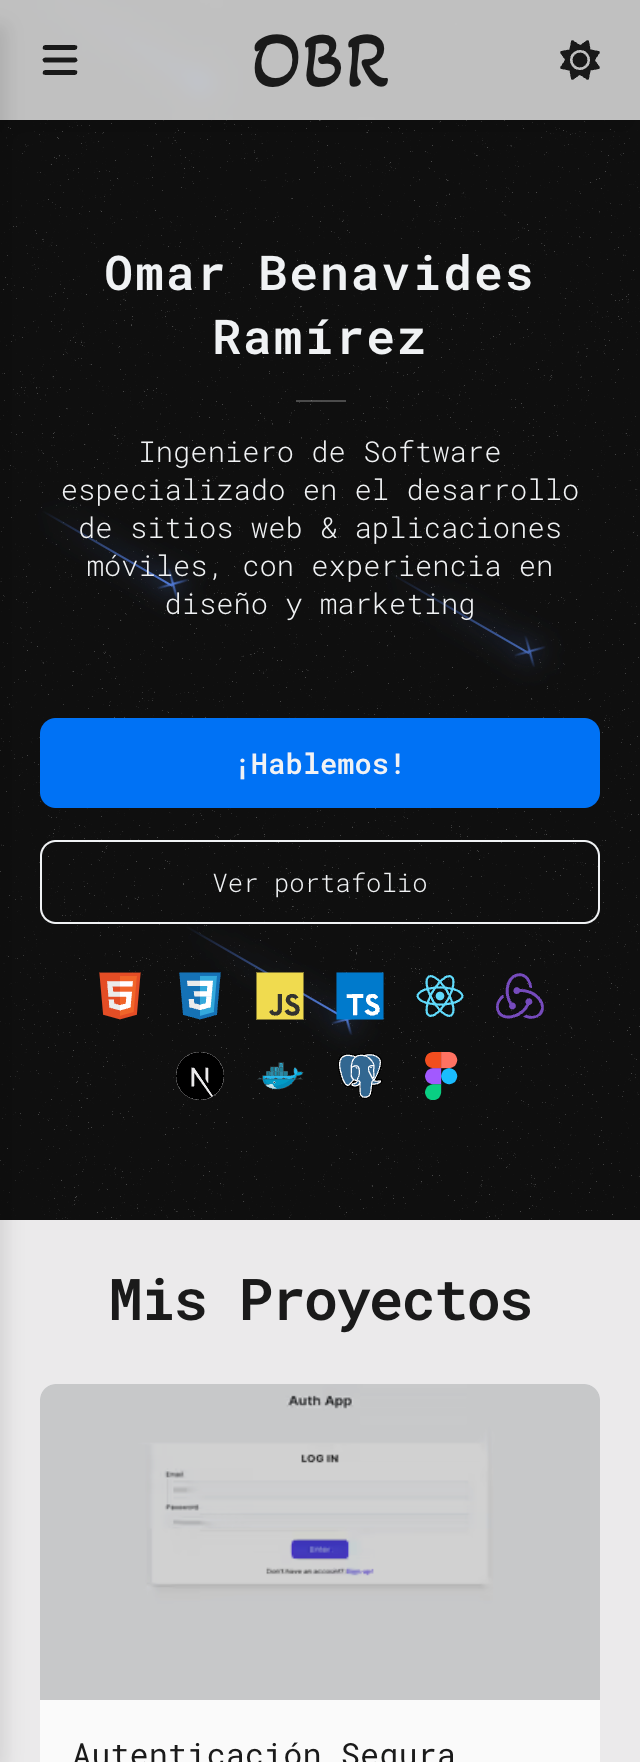 OBR
Omar Benavides
Ramírez
Ingeniero de Software
especializado en el desarrollo
de sitios web & aplicaciones
móviles, con experiencia en
diseño y marketing
¡Hablemos!
Ver portafolio
JS
TS
Mis Proyectos
Auth App
LOG IN
Email
Password
Enter
Don't have an account? Sign up!
Autenticación Segura